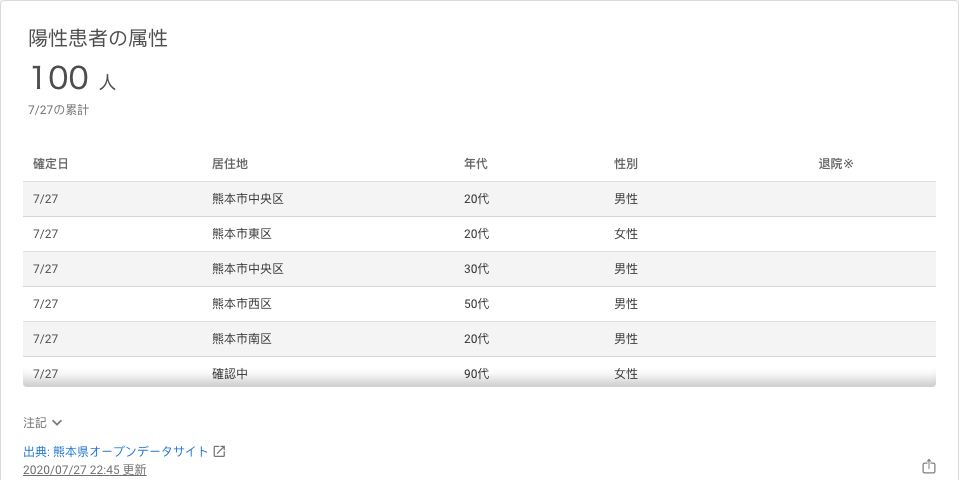 陽性患者の属性
100 人
7/27の累計
確定日 居住地 年代 性別 退院※
7/27 熊本市中央区 20代 男性
7/27 熊本市東区 20代 女性
7/27 熊本市中央区 30代 男性
7/27 熊本市西区 50代 男性
7/27 熊本市南区 20代 男性
7/27 確認中 90代 女性
注記
出典: 熊本県オープンデータサイト
2020/07/27 22:45 更新